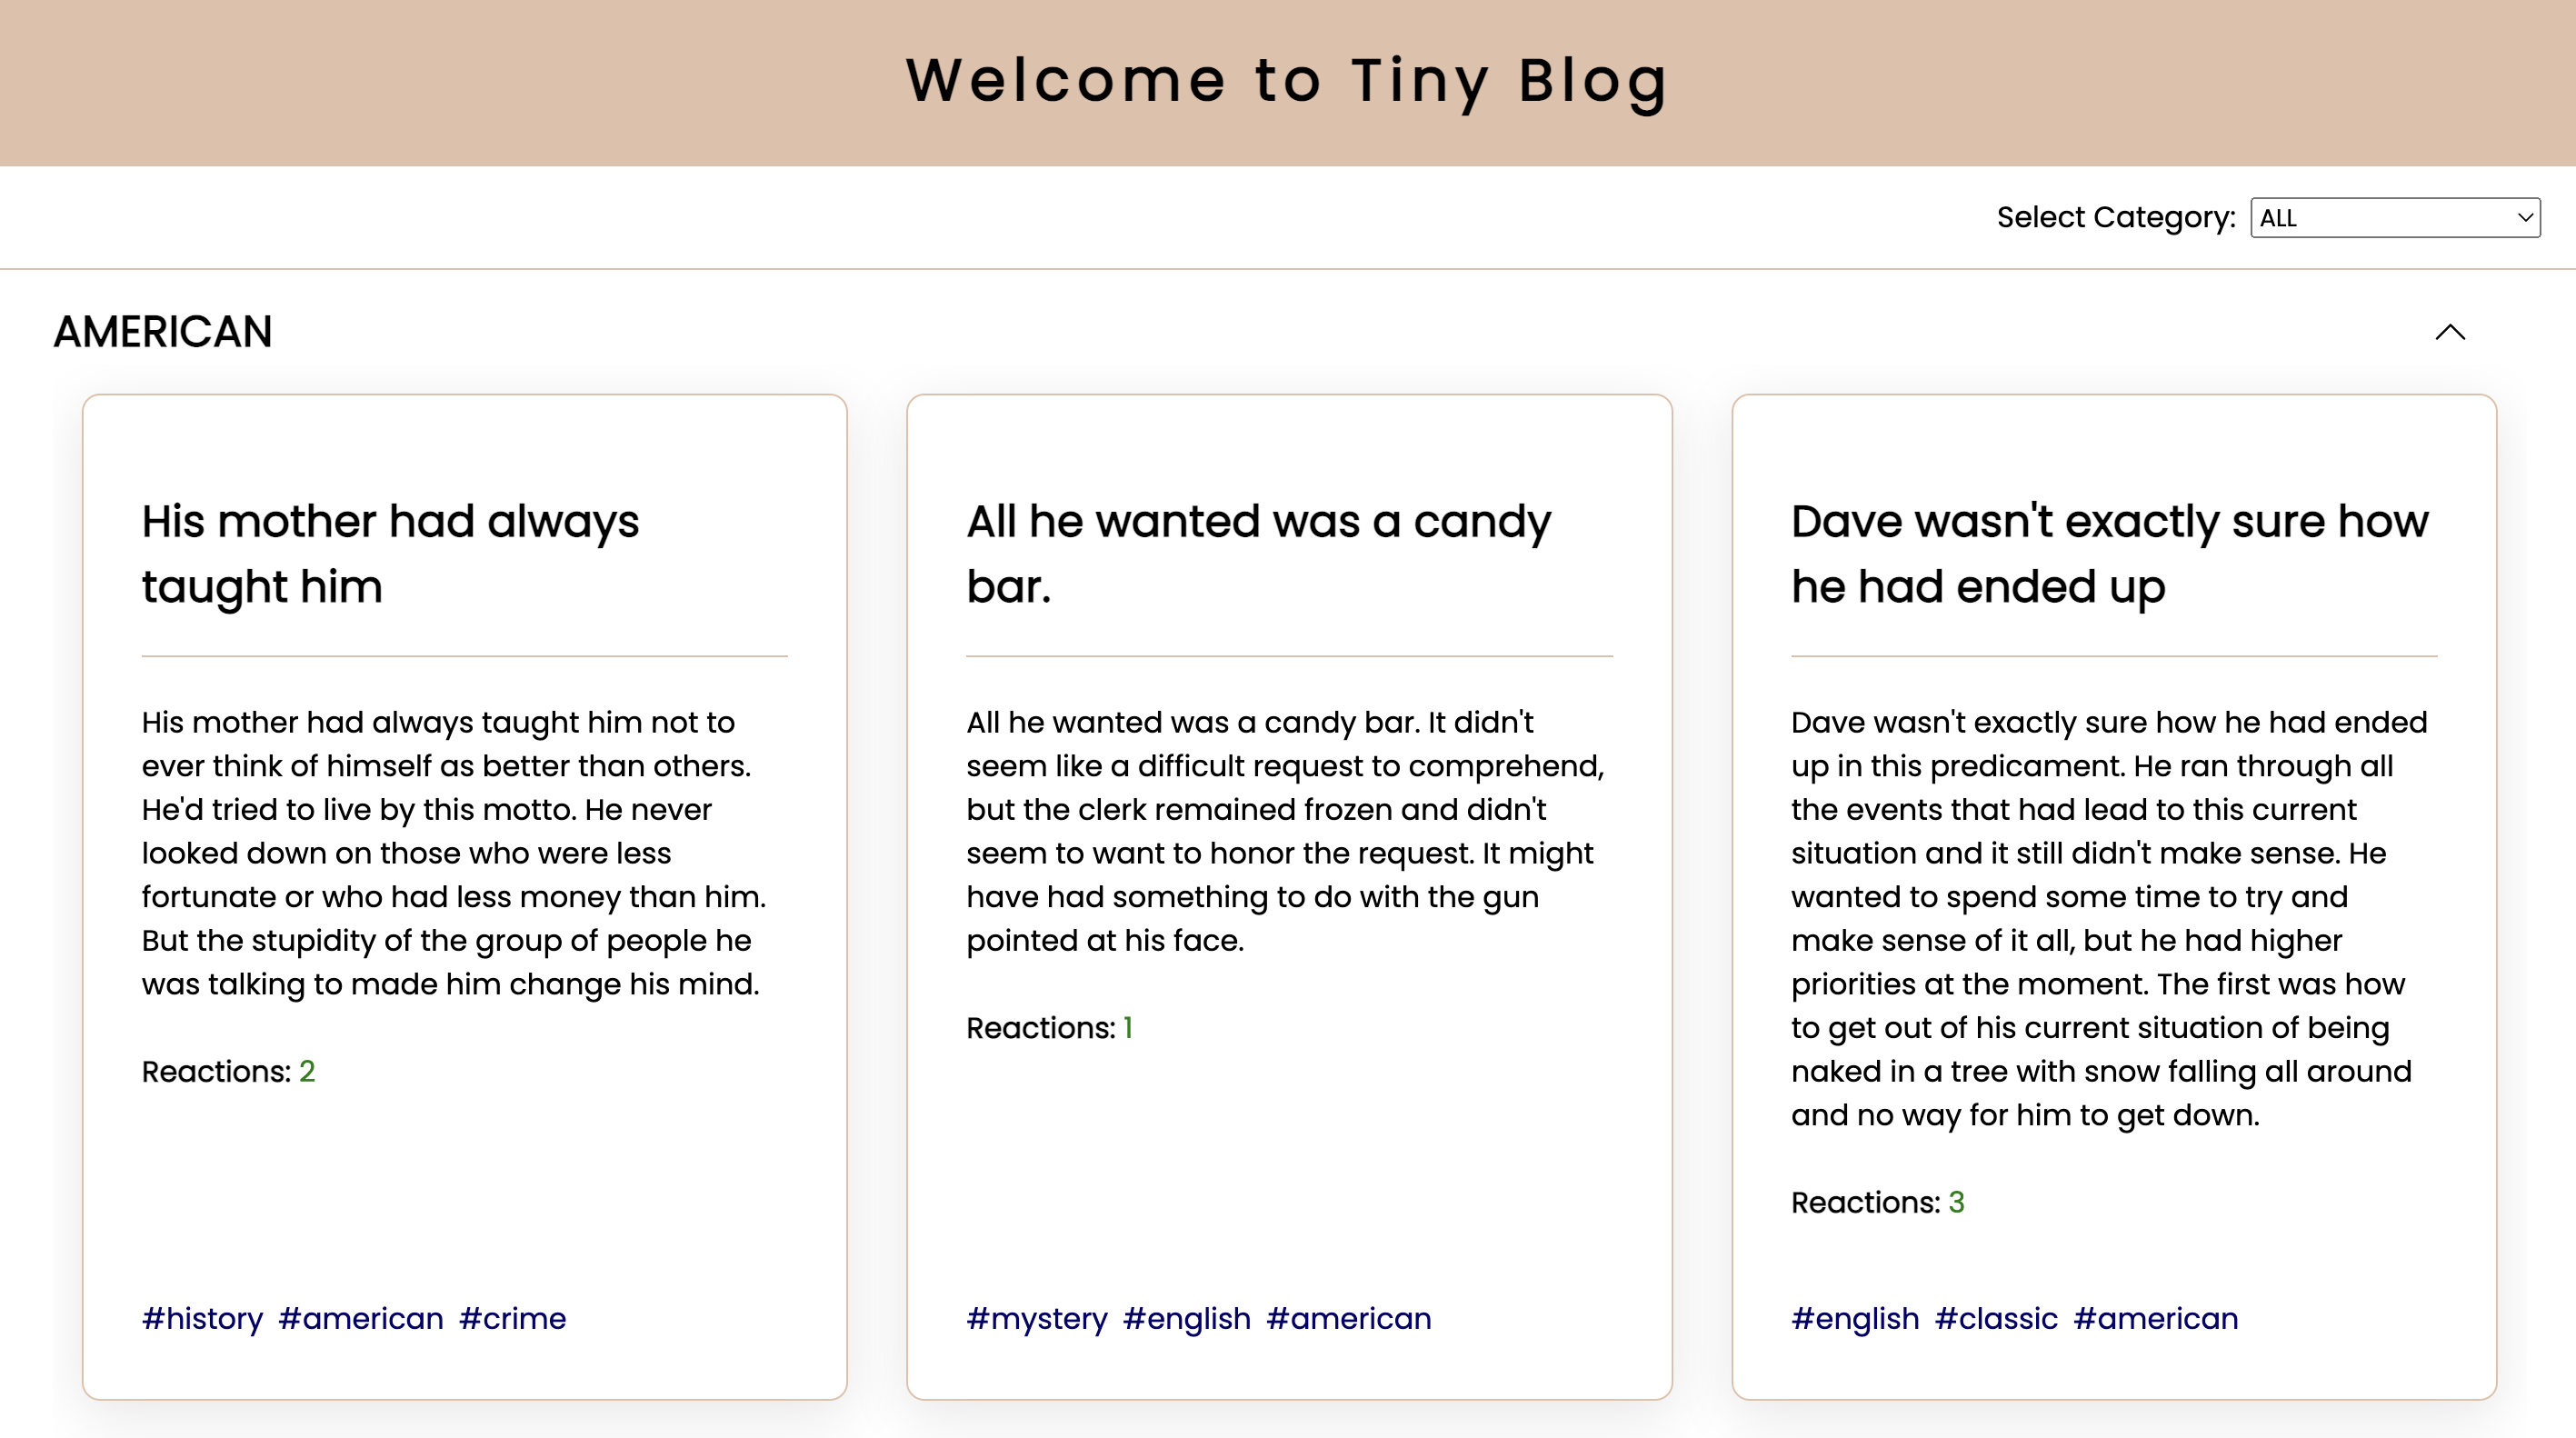 Welcome to Tiny Blog
Select Category: ALL
AMERICAN
His mother had always
taught him
His mother had always taught him not to
ever think of himself as better than others.
He'd tried to live by this motto. He never
looked down on those who were less
fortunate or who had less money than him.
But the stupidity of the group of people he
was talking to made him change his mind.
Reactions: 2
#history #american #crime
All he wanted was a candy
bar.
All he wanted was a candy bar. It didn't
seem like a difficult request to comprehend,
but the clerk remained frozen and didn't
seem to want to honor the request. It might
have had something to do with the gun
pointed at his face.
Reactions: 1
#mystery #english #american
Dave wasn't exactly sure how
he had ended up
Dave wasn't exactly sure how he had ended
up in this predicament. He ran through all
the events that had lead to this current
situation and it still didn't make sense. He
wanted to spend some time to try and
make sense of it all, but he had higher
priorities at the moment. The first was how
to get out of his current situation of being
naked in a tree with snow falling all around
and no way for him to get down.
Reactions: 3
#english #classic #american